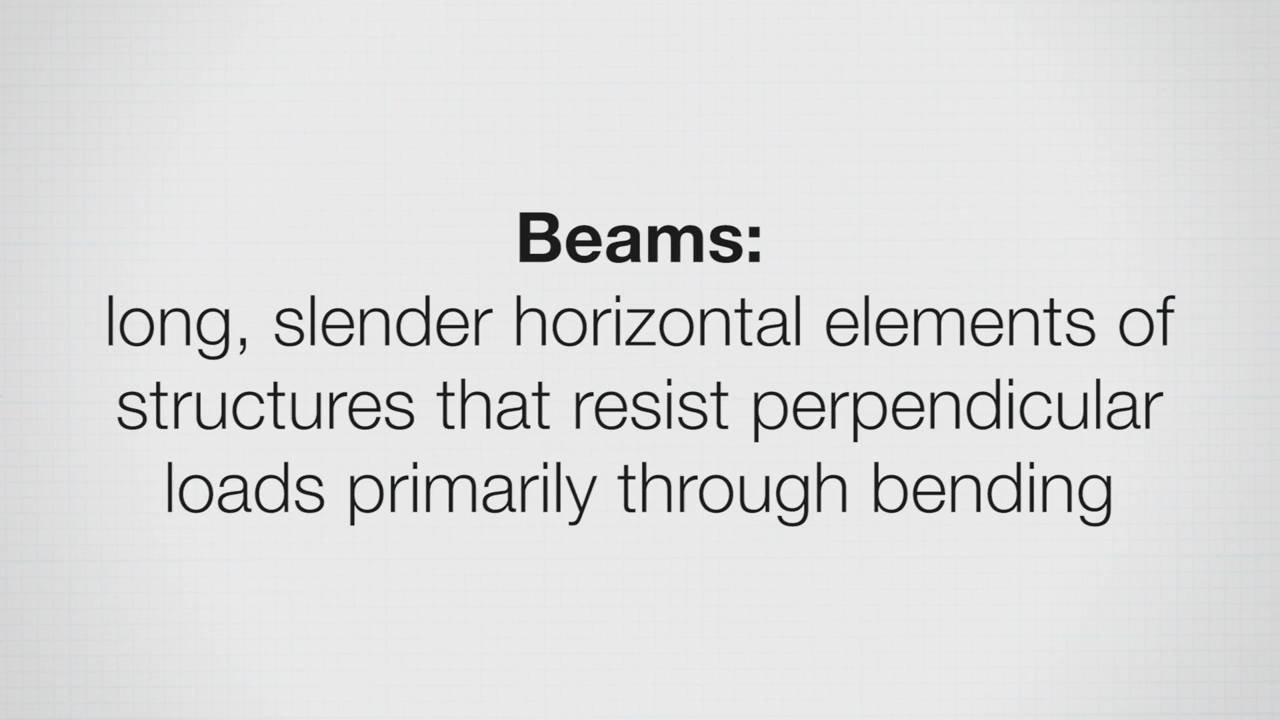 Beams:
long, slender horizontal elements of
structures that resist perpendicular
loads primarily through bending